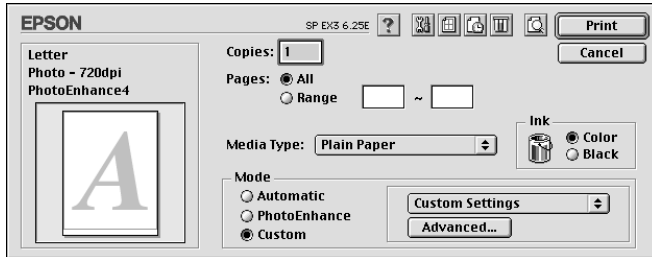 EPSON
SP EX3 6.25E
?
Print
Cancel
Letter
Photo - 720dpi
PhotoEnhance4
A
Copies: 1
Pages: All
Range ~
Media Type: Plain Paper
Ink
Color
Black
Mode
Automatic
PhotoEnhance
Custom
Custom Settings
Advanced...